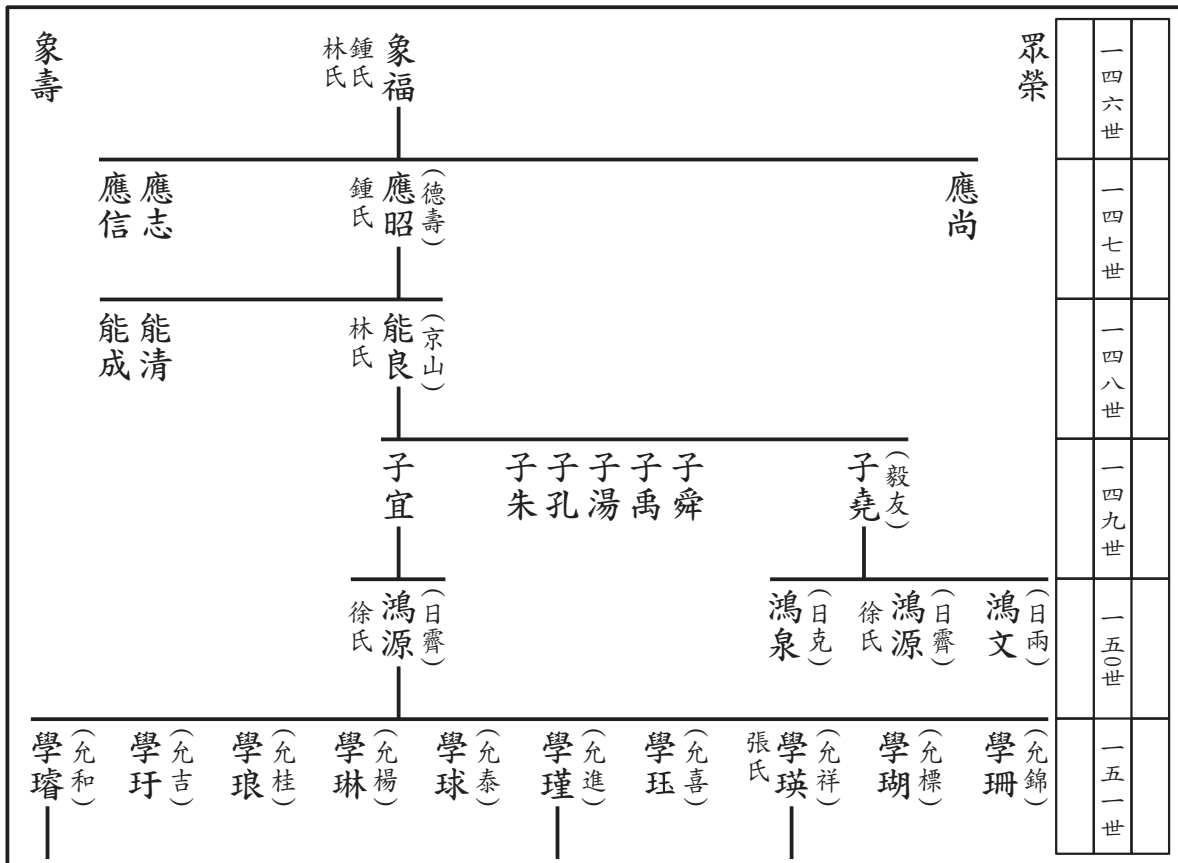 一四六世
眾榮
象福
鍾氏
林氏
象壽
一四七世
應尚
(德壽)
應昭
鍾氏
應志
應信
一四八世
(京山)
能良
林氏
能清
能成
一四九世
(毅友)
子堯
子舜
子禹
子湯
子孔
子朱
子宜
一五〇世
(日雨)
鴻文
(日霽)
鴻源
徐氏
(日克)
鴻泉
(日霽)
鴻源
徐氏
一五一世
(允錦)
學珊
(允標)
學瑚
(允祥)
學瑛
張氏
(允喜)
學珏
(允進)
學瑾
(允泰)
學球
(允楊)
學琳
(允桂)
學琅
(允吉)
學玗
(允和)
學璿